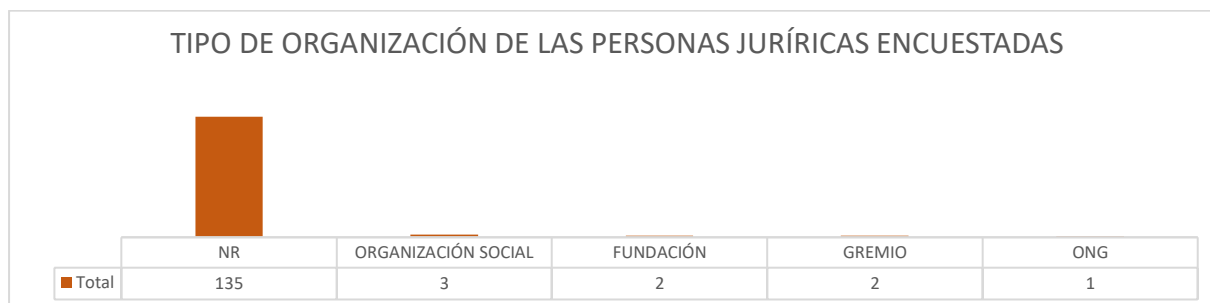 TIPO DE ORGANIZACIÓN DE LAS PERSONAS JURÍRICAS ENCUESTADAS
NR ORGANIZACIÓN SOCIAL FUNDACIÓN GREMIO ONG
Total 135 3 2 2 1